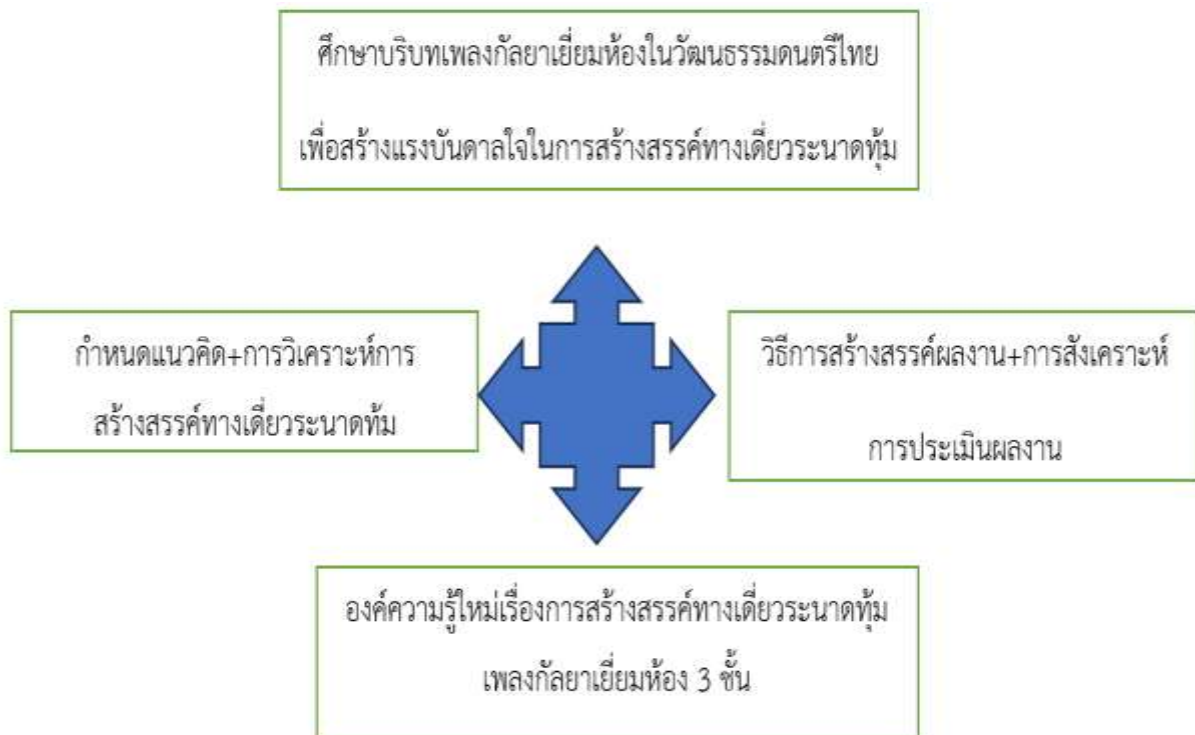 ศึกษาบริบทเพลงกัลยาเยี่ยมห้องในวัฒนธรรมดนตรีไทย
เพื่อสร้างแรงบันดาลใจในการสร้างสรรค์ทางเดี่ยวระนาดทุ้ม
กำหนดแนวคิด+การวิเคราะห์การ
สร้างสรรค์ทางเดี่ยวระนาดทุ้ม
วิธีการสร้างสรรค์ผลงาน+การสังเคราะห์
การประเมินผลงาน
องค์ความรู้ใหม่เรื่องการสร้างสรรค์ทางเดี่ยวระนาดทุ้ม
เพลงกัลยาเยี่ยมห้อง 3 ชั้น